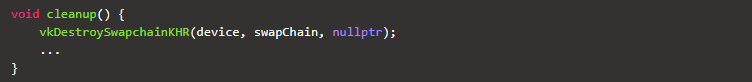 void cleanup() {
    vkDestroySwapchainKHR(device, swapChain, nullptr);
    ...
}